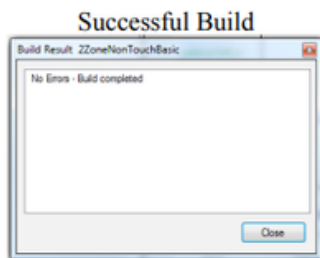 Successful Build
Build Result 2ZoneNonTouchBasic
No Errors - Build completed
Close